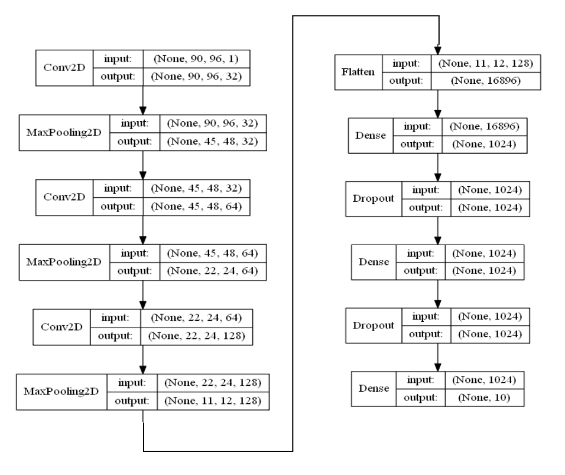 Conv2D
input: (None, 90, 96, 1)
output: (None, 90, 96, 32)
MaxPooling2D
input: (None, 90, 96, 32)
output: (None, 45, 48, 32)
Conv2D
input: (None, 45, 48, 32)
output: (None, 45, 48, 64)
MaxPooling2D
input: (None, 45, 48, 64)
output: (None, 22, 24, 64)
Conv2D
input: (None, 22, 24, 64)
output: (None, 22, 24, 128)
MaxPooling2D
input: (None, 22, 24, 128)
output: (None, 11, 12, 128)
Flatten
input: (None, 11, 12, 128)
output: (None, 16896)
Dense
input: (None, 16896)
output: (None, 1024)
Dropout
input: (None, 1024)
output: (None, 1024)
Dense
input: (None, 1024)
output: (None, 1024)
Dropout
input: (None, 1024)
output: (None, 1024)
Dense
input: (None, 1024)
output: (None, 10)